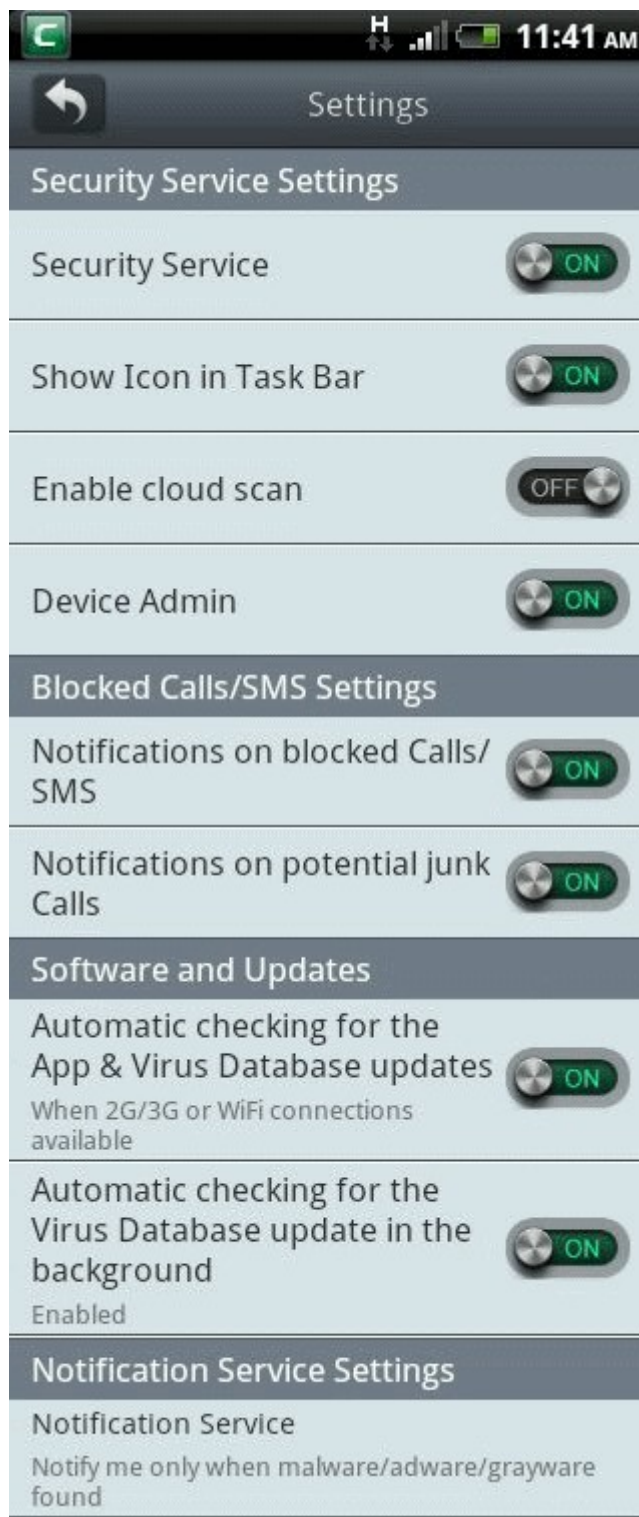 C H 11:41 AM
Settings
Security Service Settings
Security Service ON
Show Icon in Task Bar ON
Enable cloud scan OFF
Device Admin ON
Blocked Calls/SMS Settings
Notifications on blocked Calls/
SMS ON
Notifications on potential junk
Calls ON
Software and Updates
Automatic checking for the
App & Virus Database updates ON
When 2G/3G or WiFi connections
available
Automatic checking for the
Virus Database update in the
background ON
Enabled
Notification Service Settings
Notification Service
Notify me only when malware/adware/grayware
found